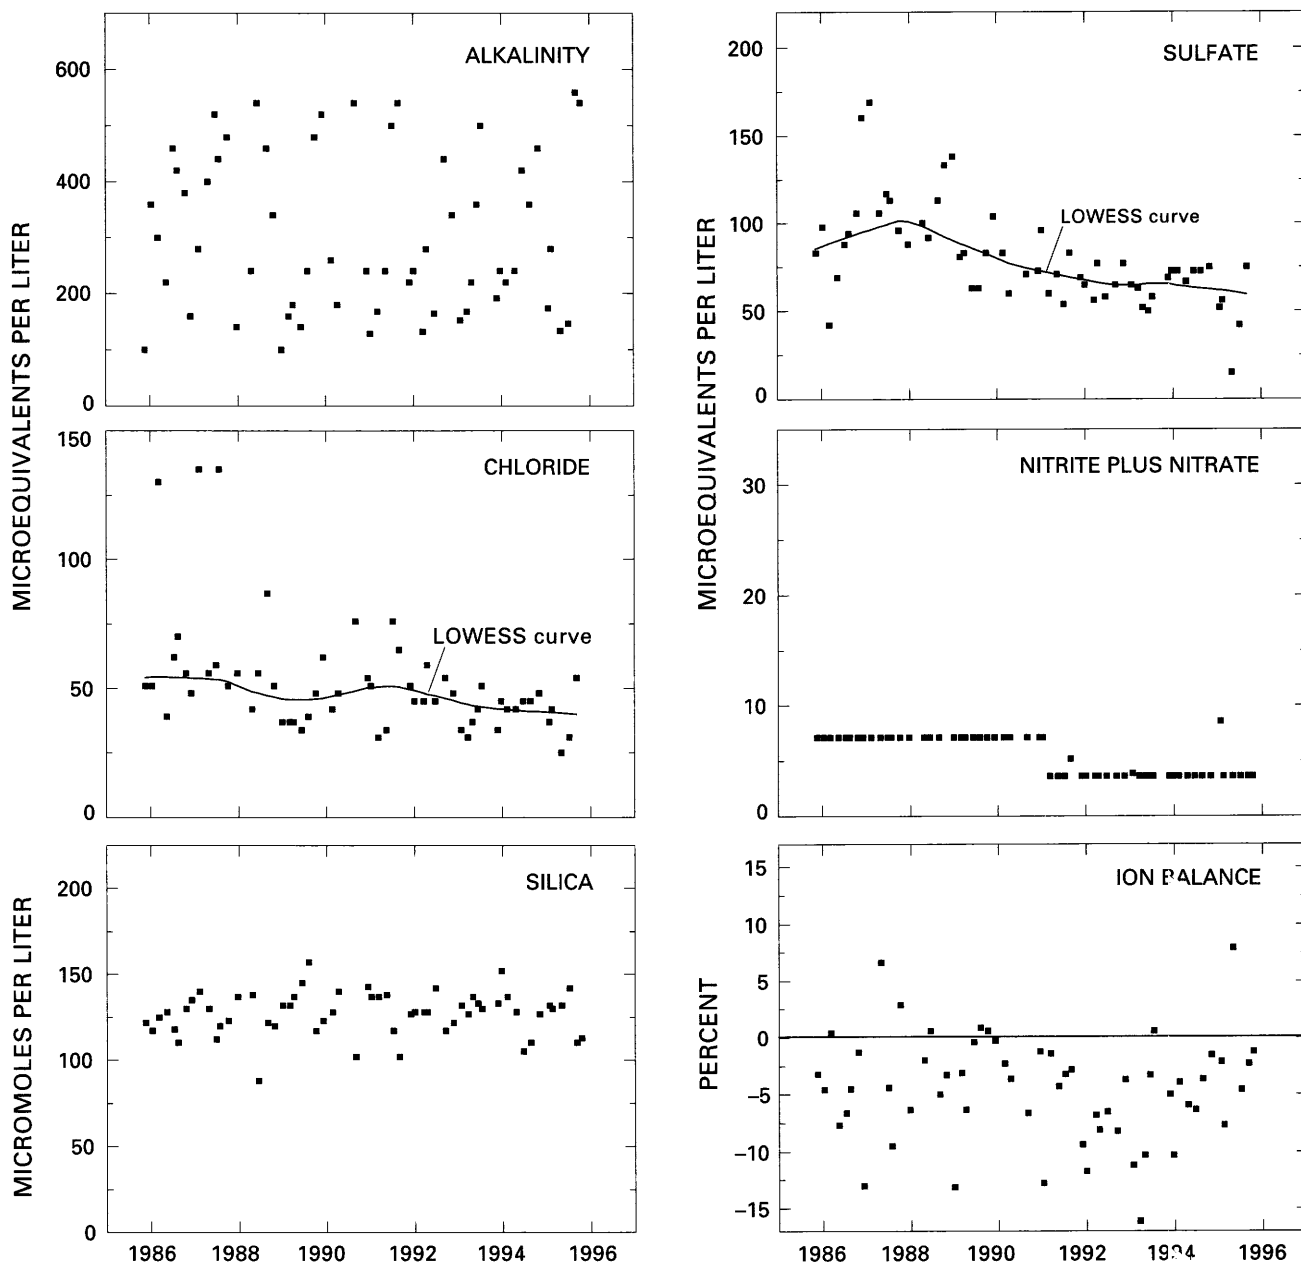 ALKALINITY
600
400
200
0
SULFATE
200
150
100
50
0
LOWESS curve
MICROEQUIVALENTS PER LITER
MICROEQUIVALENTS PER LITER
CHLORIDE
150
100
50
0
LOWESS curve
NITRITE PLUS NITRATE
30
20
10
0
SILICA
200
150
100
50
0
MICROMOLES PER LITER
1986 1988 1990 1992 1994 1996
ION BALANCE
15
10
5
0
−5
−10
−15
PERCENT
1986 1988 1990 1992 1994 1996